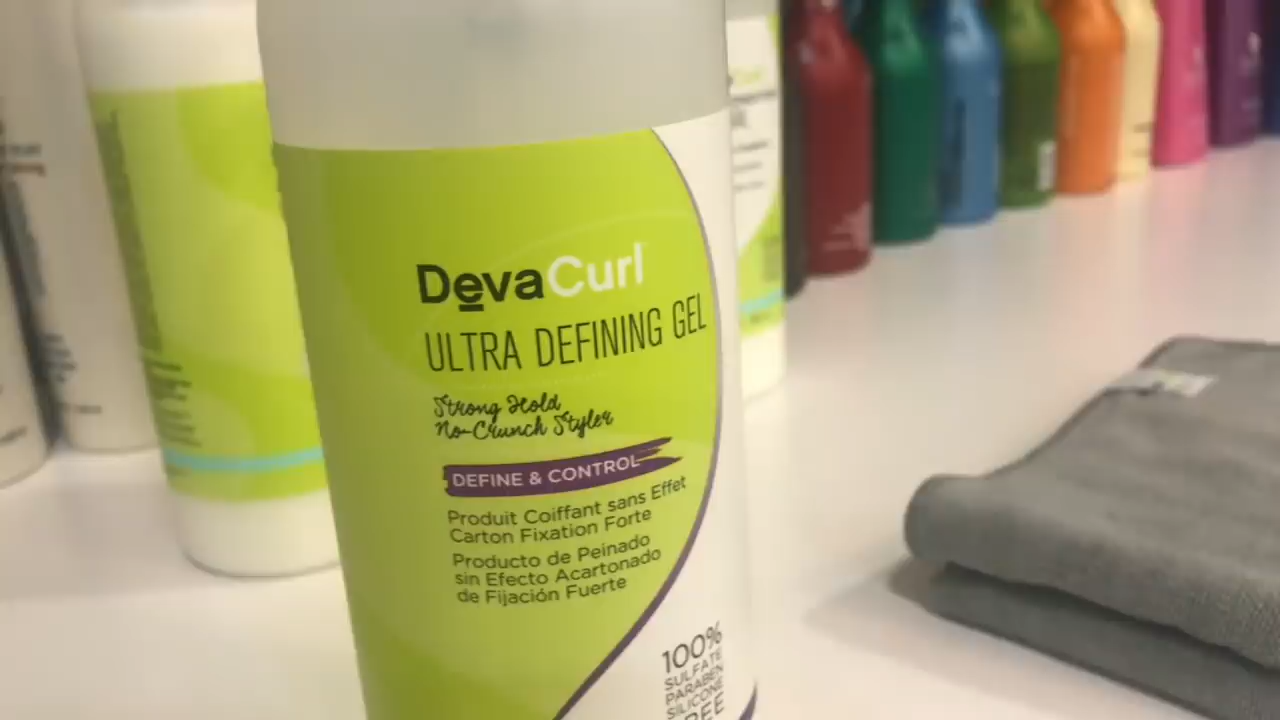 DevaCurl
ULTRA DEFINING GEL
Strong Hold
No-Crunch Styler
DEFINE & CONTROL
Produit Coiffant sans Effet
Carton Fixation Forte
Producto de Peinado
sin Efecto Acartonado
de Fijación Fuerte
100%
SULFATE
PARABEN
SILICONE
FREE